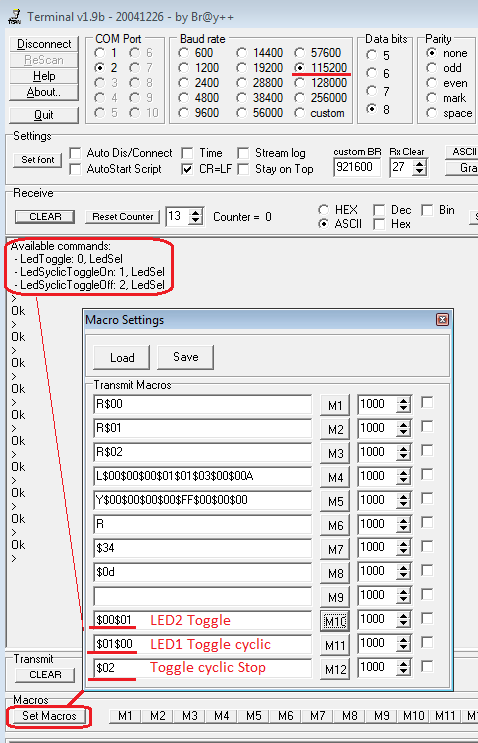 Terminal v1.9b - 20041226 - by Br@y++
Disconnect
ReScan
Help
About..
Quit
COM Port
1 6
2 7
3 8
4 9
5 10
Baud rate
600 14400 57600
1200 19200 115200
2400 28800 128000
4800 38400 256000
9600 56000 custom
Data bits
5
6
7
8
Parity
none
odd
even
mark
space
Settings
Set font
Auto Dis/Connect Time Stream log
AutoStart Script CR=LF Stay on Top
custom BR Rx Clear
921600 27
ASCII
Gra
Receive
CLEAR Reset Counter 13 Counter = 0
HEX Dec Bin
ASCII Hex
S
Available commands:
- LedToggle: 0, LedSel
- LedSyclicToggleOn: 1, LedSel
- LedSyclicToggleOff: 2, LedSel
>
Ok
>
Ok
>
Ok
>
Ok
>
Ok
>
Ok
>
Ok
>
Ok
>
Ok
>
Ok
>
Macro Settings
Load Save
Transmit Macros
R$00 M1 1000
R$01 M2 1000
R$02 M3 1000
L$00$00$00$01$01$03$00$00A M4 1000
Y$00$00$00$00$FF$00$00$00 M5 1000
R M6 1000
$34 M7 1000
$0d M8 1000
M9 1000
$00$01 LED2 Toggle M10 1000
$01$00 LED1 Toggle cyclic M11 1000
$02 Toggle cyclic Stop M12 1000
Transmit
CLEAR
Macros
Set Macros M1 M2 M3 M4 M5 M6 M7 M8 M9 M10 M11 M